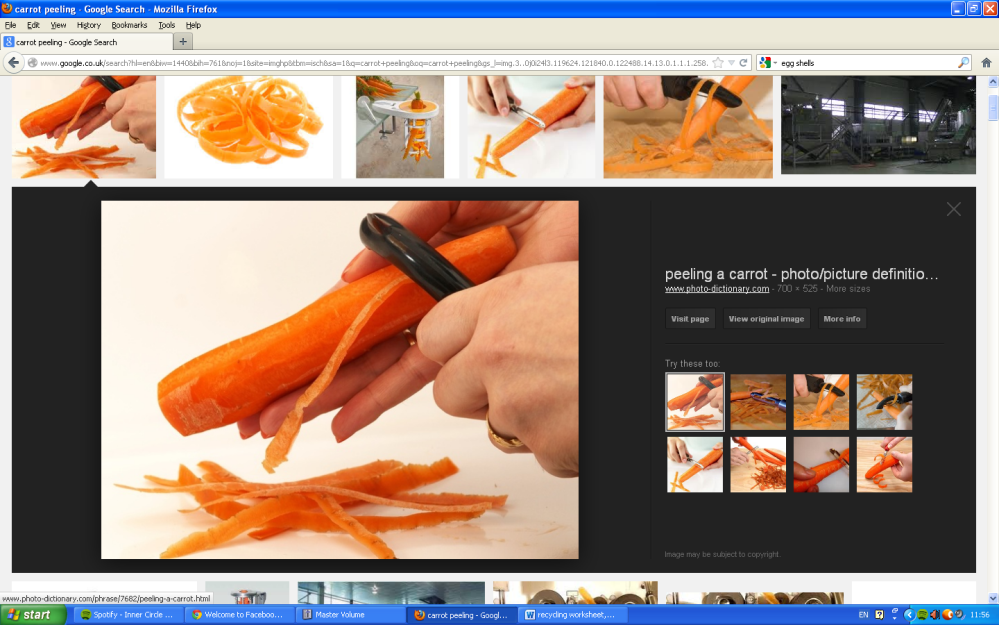 carrot peeling - Google Search - Mozilla Firefox
File Edit View History Bookmarks Tools Help
carrot peeling - Google Search
www.google.co.uk/search?hl=en&biw=1440&bih=761&noj=1&site=imghp&tbm=isch&sa=1&q=carrot+peeling&oq=carrot+peeling&gs_l=img.3..0j0i24l3.119624.121840.0.122488.14.13.0.1.1.1.258.
egg shells
peeling a carrot - photo/picture definitio...
www.photo-dictionary.com - 700 × 525 - More sizes
Visit page View original image More info
Try these too:
Image may be subject to copyright.
www.photo-dictionary.com/phrase/7682/peeling-a-carrot.html
start Spotify - Inner Circle ... Welcome to Faceboo... Master Volume carrot peeling - Googl... recycling worksheet,... EN 11:56